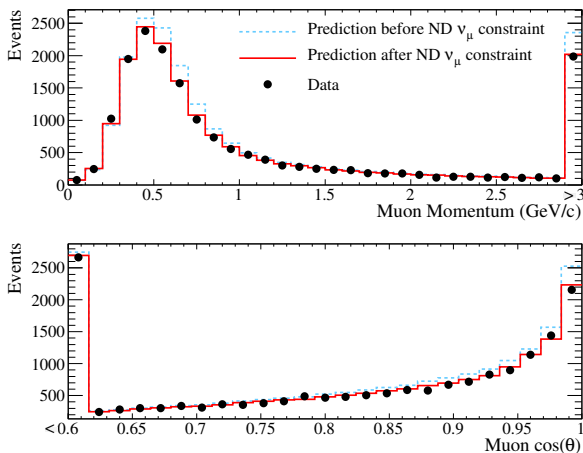 Events
2500
2000
1500
1000
500
0
Prediction before ND νμ constraint
Prediction after ND νμ constraint
Data
0 0.5 1 1.5 2 2.5 > 3
Muon Momentum (GeV/c)
Events
2500
2000
1500
1000
500
< 0.6 0.65 0.7 0.75 0.8 0.85 0.9 0.95 1
Muon cos(θ)